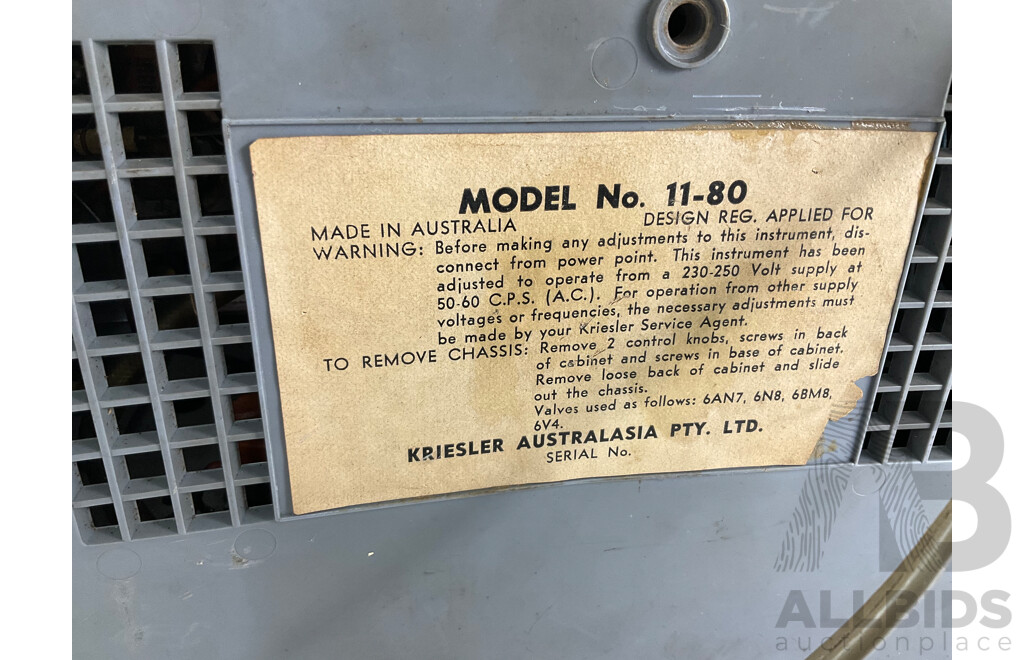 MODEL No. 11-80
MADE IN AUSTRALIA DESIGN REG. APPLIED FOR
WARNING: Before making any adjustments to this instrument, dis-
connect from power point. This instrument has been
adjusted to operate from a 230-250 Volt supply at
50-60 C.P.S. (A.C.). For operation from other supply
voltages or frequencies, the necessary adjustments must
be made by your Kriesler Service Agent.
TO REMOVE CHASSIS: Remove 2 control knobs, screws in back
of cabinet and screws in base of cabinet.
Remove loose back of cabinet and slide
out the chassis.
Valves used as follows: 6AN7, 6N8, 6BM8,
6V4.
KRIESLER AUSTRALASIA PTY. LTD.
SERIAL No.
AB
ALLBIDS
auctionplace